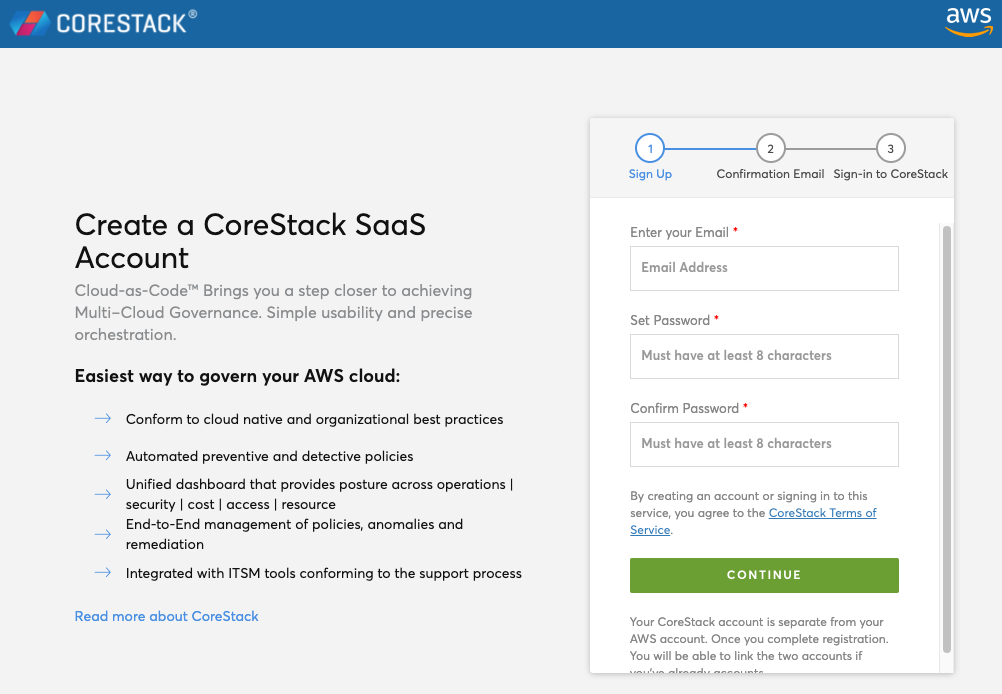 CORESTACK®
aws
Create a CoreStack SaaS
Account
Cloud-as-Code™ Brings you a step closer to achieving
Multi–Cloud Governance. Simple usability and precise
orchestration.
Easiest way to govern your AWS cloud:
Conform to cloud native and organizational best practices
Automated preventive and detective policies
Unified dashboard that provides posture across operations |
security | cost | access | resource
End-to-End management of policies, anomalies and
remediation
Integrated with ITSM tools conforming to the support process
Read more about CoreStack
1 2 3
Sign Up Confirmation Email Sign-in to CoreStack
Enter your Email *
Email Address
Set Password *
Must have at least 8 characters
Confirm Password *
Must have at least 8 characters
By creating an account or signing in to this
service, you agree to the CoreStack Terms of
Service.
CONTINUE
Your CoreStack account is separate from your
AWS account. Once you complete registration.
You will be able to link the two accounts if
you've already accounts